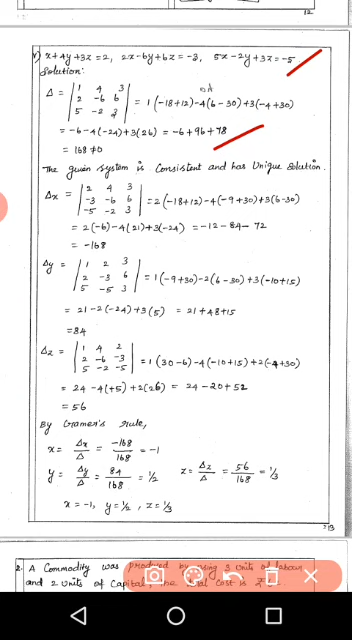 12
v) x+4y+3z=2, 2x-6y+6z=-3, 5x-2y+3z=-5
Solution:
Δ = | 1 4 3 | 2 -6 6 | 5 -2 3 | = 1(-18+12)-4(6-30)+3(-4+30)
= -6-4(-24)+3(26) = -6+96+78
= 168 ≠ 0
The given system is Consistent and has Unique Solution.
Δx = | 2 4 3 | -3 -6 6 | -5 -2 3 | = 2(-18+12)-4(-9+30)+3(6-30)
= 2(-6)-4(21)+3(-24) = -12-84-72
= -168
Δy = | 1 2 3 | 2 -3 6 | 5 -5 3 | = 1(-9+30)-2(6-30)+3(-10+15)
= 21-2(-24)+3(5) = 21+48+15
= 84
Δz = | 1 4 2 | 2 -6 -3 | 5 -2 -5 | = 1(30-6)-4(-10+15)+2(-4+30)
= 24-4(+5)+2(26) = 24-20+52
= 56
By Cramer's rule,
x = Δx/Δ = -168/168 = -1
y = Δy/Δ = 84/168 = 1/2 z = Δz/Δ = 56/168 = 1/3
x = -1, y = 1/2, z = 1/3
13
2. A Commodity was produced by using 3 units of labour
and 2 units of Capital, the total cost is